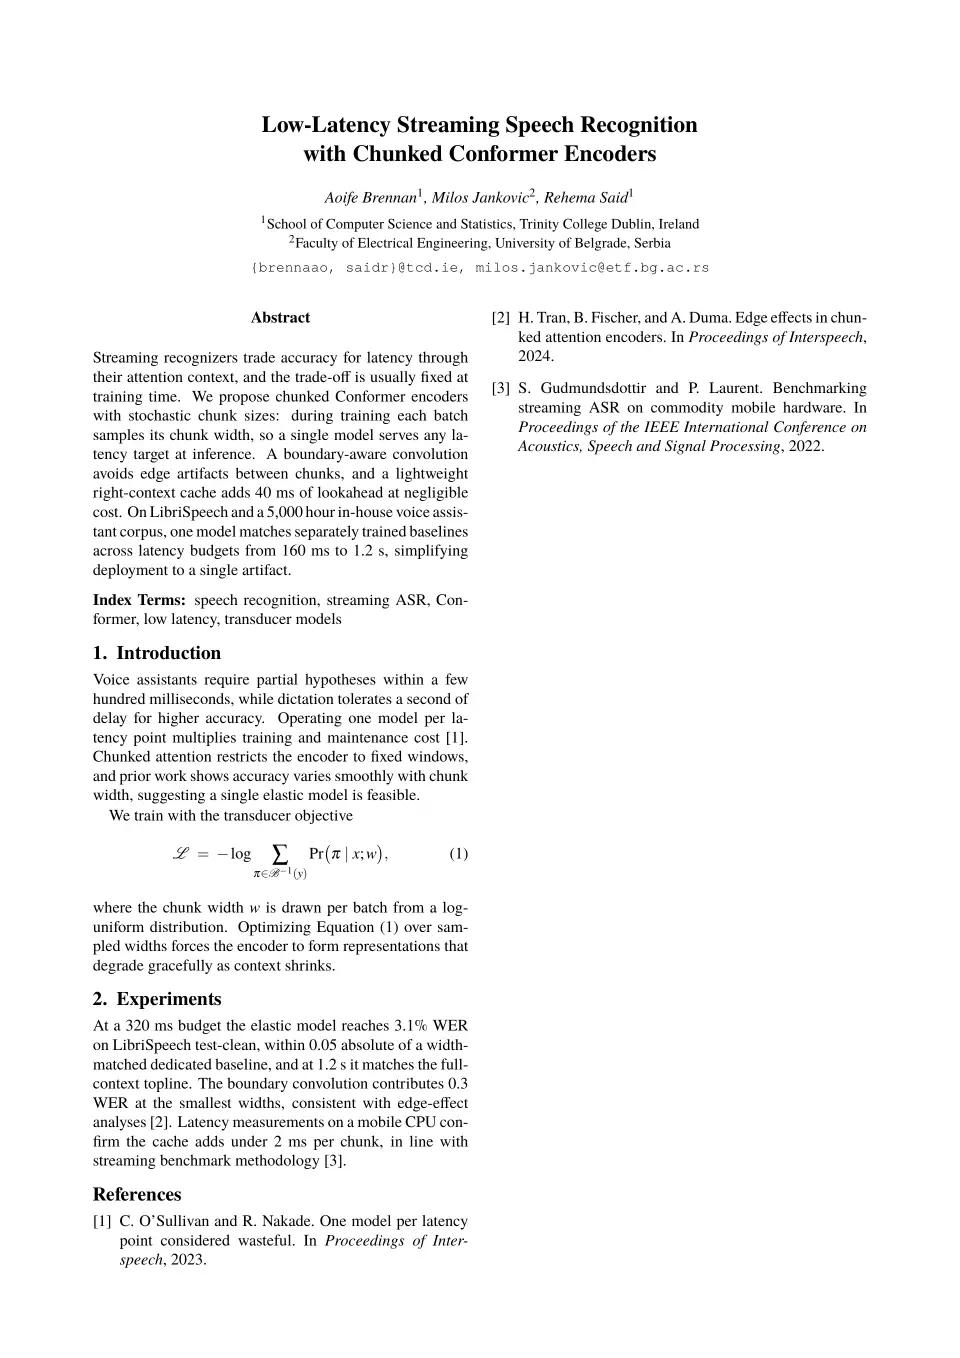 Low-Latency Streaming Speech Recognition
with Chunked Conformer Encoders
Aoife Brennan¹, Milos Jankovic², Rehema Said¹
¹School of Computer Science and Statistics, Trinity College Dublin, Ireland
²Faculty of Electrical Engineering, University of Belgrade, Serbia
{brennaao, saidr}@tcd.ie, milos.jankovic@etf.bg.ac.rs
Abstract
Streaming recognizers trade accuracy for latency through
their attention context, and the trade-off is usually fixed at
training time. We propose chunked Conformer encoders
with stochastic chunk sizes: during training each batch
samples its chunk width, so a single model serves any la-
tency target at inference. A boundary-aware convolution
avoids edge artifacts between chunks, and a lightweight
right-context cache adds 40 ms of lookahead at negligible
cost. On LibriSpeech and a 5,000 hour in-house voice assis-
tant corpus, one model matches separately trained baselines
across latency budgets from 160 ms to 1.2 s, simplifying
deployment to a single artifact.
Index Terms: speech recognition, streaming ASR, Con-
former, low latency, transducer models
1. Introduction
Voice assistants require partial hypotheses within a few
hundred milliseconds, while dictation tolerates a second of
delay for higher accuracy. Operating one model per la-
tency point multiplies training and maintenance cost [1].
Chunked attention restricts the encoder to fixed windows,
and prior work shows accuracy varies smoothly with chunk
width, suggesting a single elastic model is feasible.
We train with the transducer objective
ℒ = −log ∑ Pr(π | x; w), (1)
π∈ℬ⁻¹(y)
where the chunk width w is drawn per batch from a log-
uniform distribution. Optimizing Equation (1) over sam-
pled widths forces the encoder to form representations that
degrade gracefully as context shrinks.
2. Experiments
At a 320 ms budget the elastic model reaches 3.1% WER
on LibriSpeech test-clean, within 0.05 absolute of a width-
matched dedicated baseline, and at 1.2 s it matches the full-
context topline. The boundary convolution contributes 0.3
WER at the smallest widths, consistent with edge-effect
analyses [2]. Latency measurements on a mobile CPU con-
firm the cache adds under 2 ms per chunk, in line with
streaming benchmark methodology [3].
References
[1] C. O'Sullivan and R. Nakade. One model per latency
point considered wasteful. In Proceedings of Inter-
speech, 2023.
[2] H. Tran, B. Fischer, and A. Duma. Edge effects in chun-
ked attention encoders. In Proceedings of Interspeech,
2024.
[3] S. Gudmundsdottir and P. Laurent. Benchmarking
streaming ASR on commodity mobile hardware. In
Proceedings of the IEEE International Conference on
Acoustics, Speech and Signal Processing, 2022.